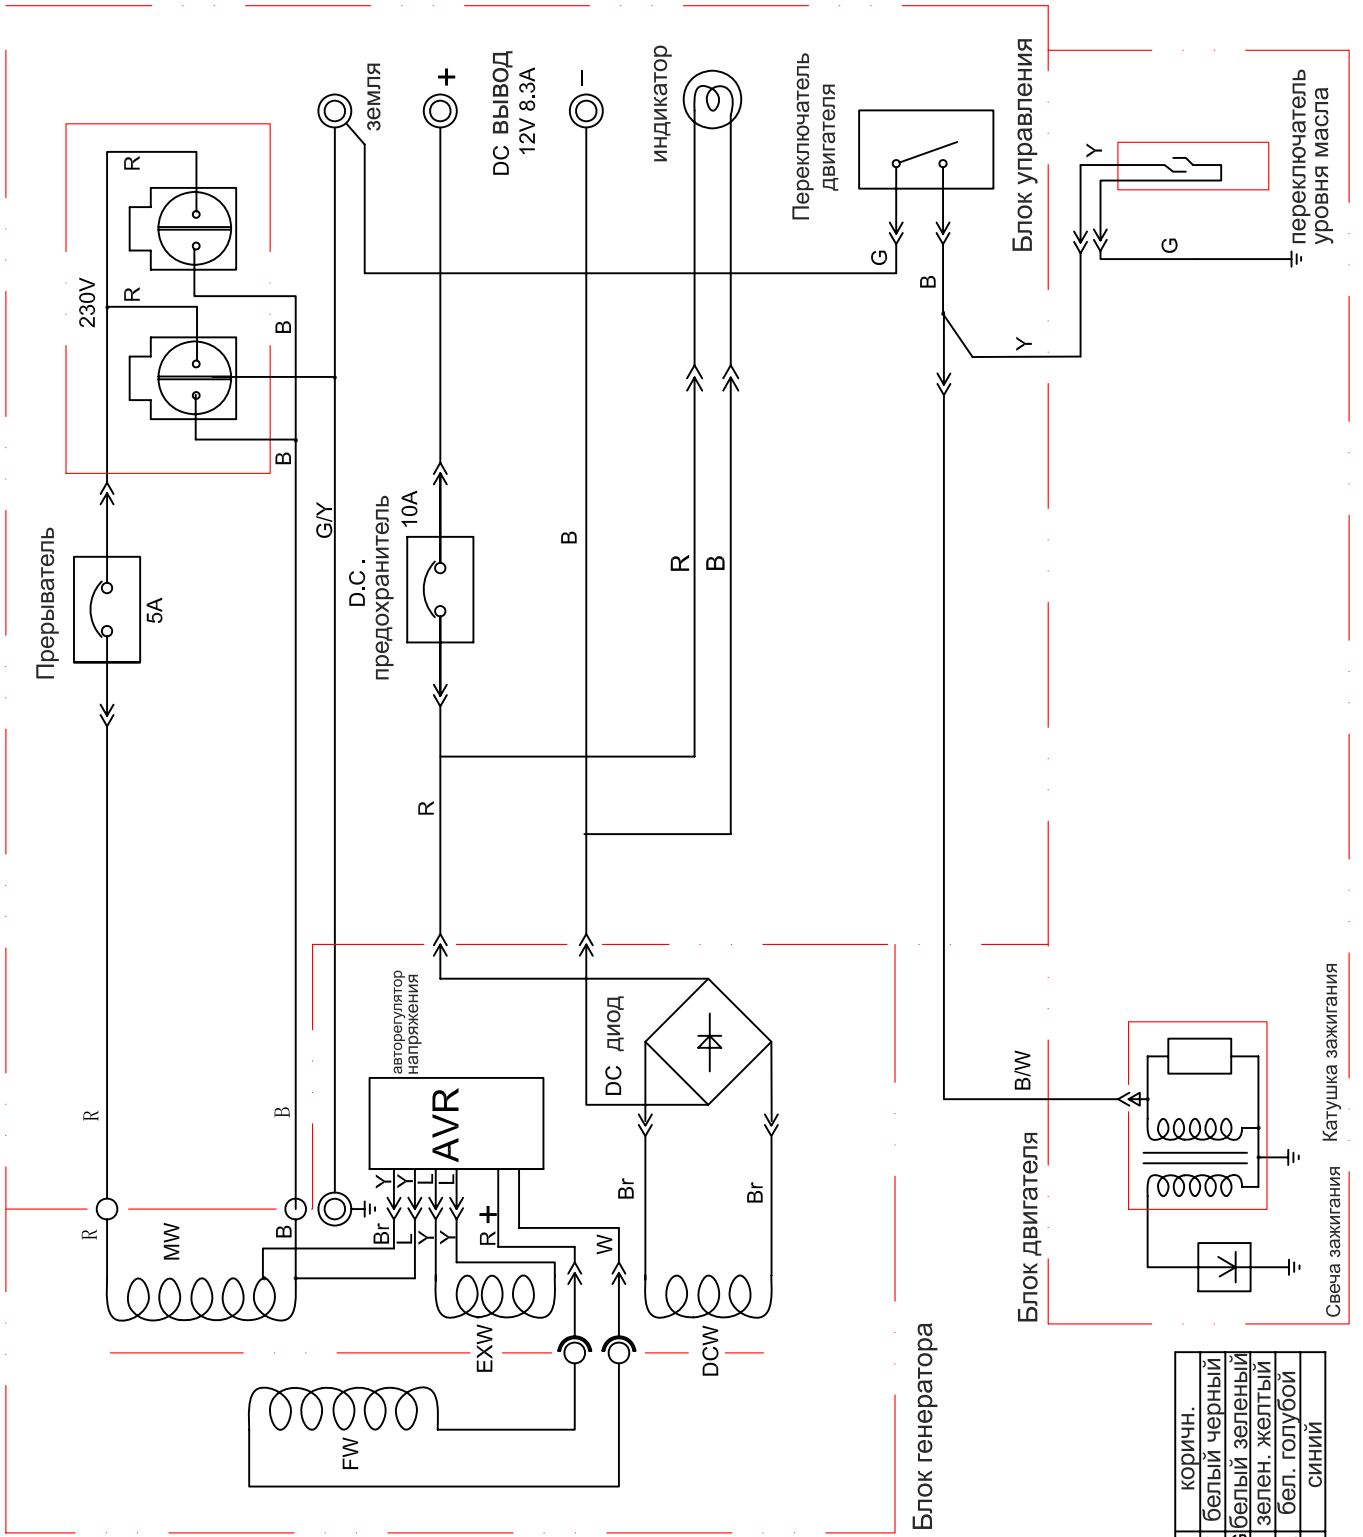 Прерыватель
5A
230V
R
R
B
B
земля
G/Y
+
DC ВЫВОД
12V 8.3A
−
D.C.
предохранитель
10A
B
R
индикатор
R
B
Переключатель
двигателя
G
B
Блок управления
Y
Y
G
переключатель
уровня масла
R
B
R
B
MW
авторегулятор
напряжения
AVR
Y
Y
L
L
Br
L
Y
Y
R +
W
EXW
FW
DC диод
Br
Br
DCW
Блок генератора
B/W
Блок двигателя
Катушка зажигания
Свеча зажигания
коричн.
белый черный
белый зеленый
зелен. желтый
бел. голубой
синий